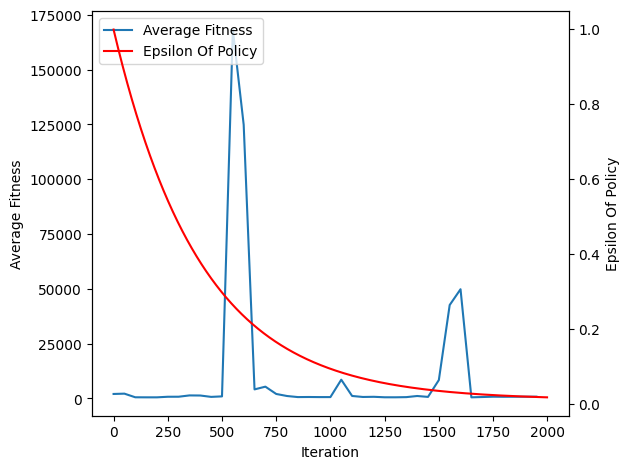 Average Fitness
Epsilon Of Policy
175000
150000
125000
100000
75000
50000
25000
0
Average Fitness
1.0
0.8
0.6
0.4
0.2
0.0
Epsilon Of Policy
0 250 500 750 1000 1250 1500 1750 2000
Iteration